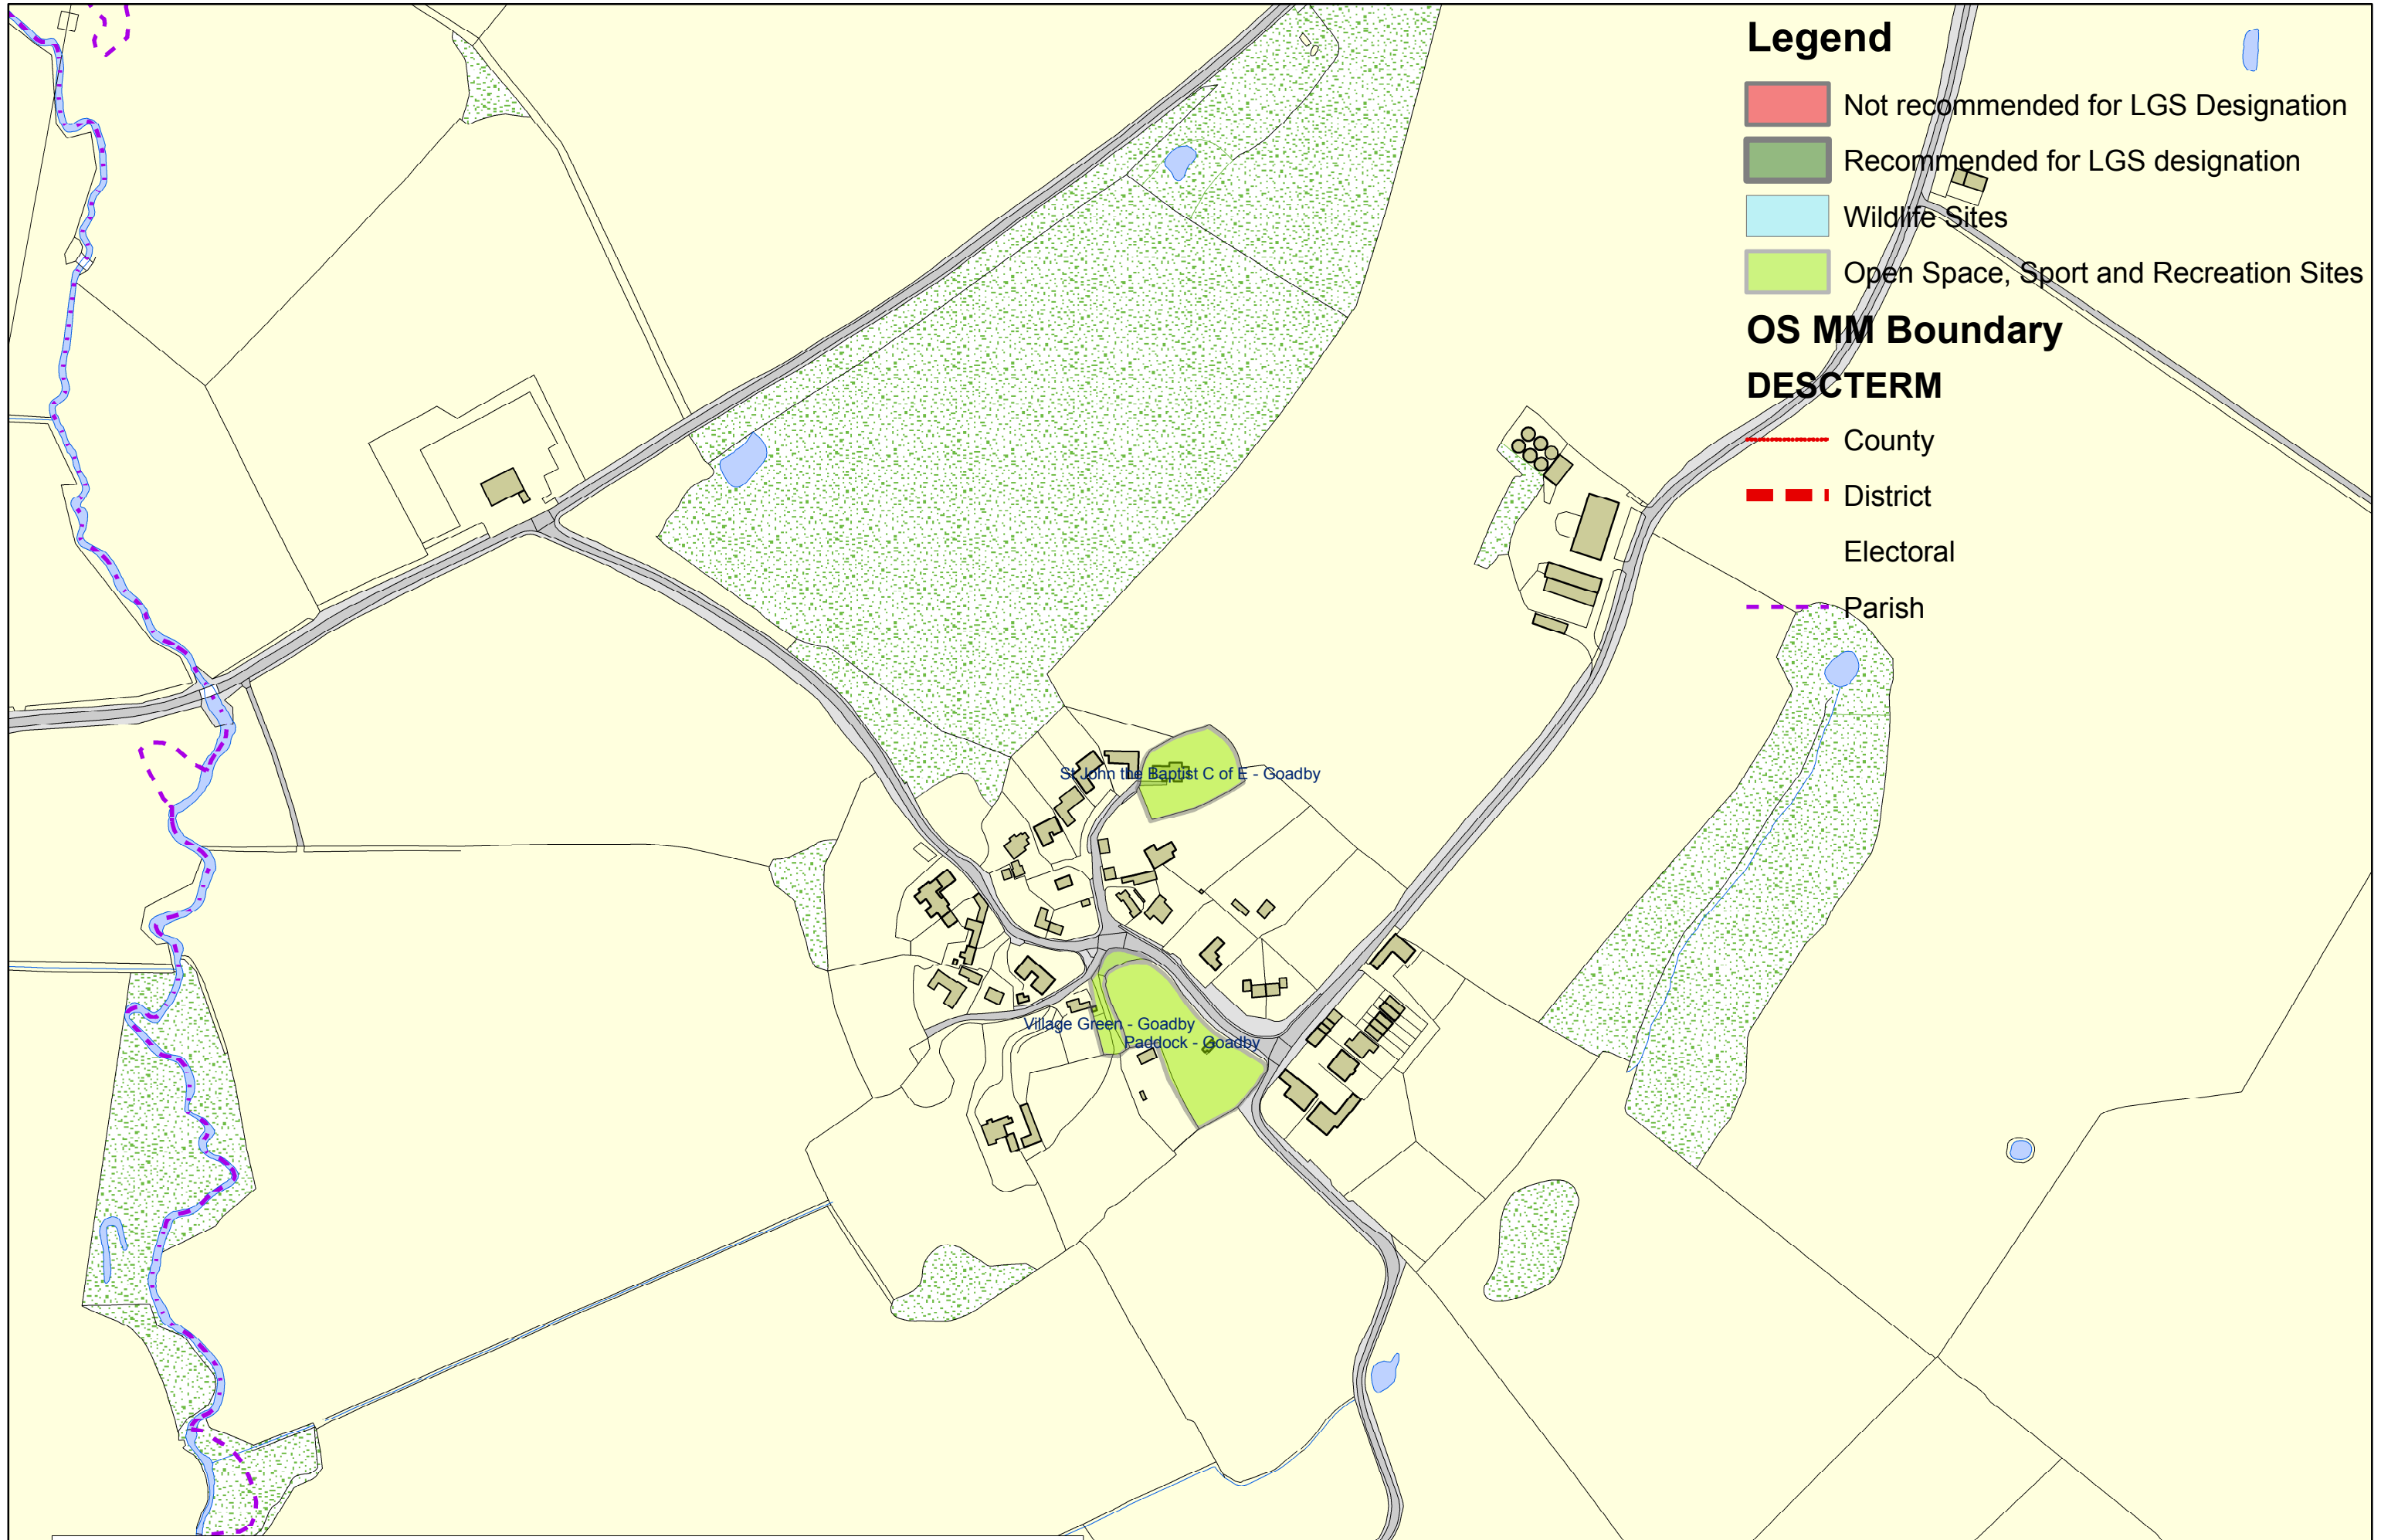 Legend
Not recommended for LGS Designation
Recommended for LGS designation
Wildlife Sites
Open Space, Sport and Recreation Sites
OS MM Boundary
DESCTERM
County
District
Electoral
Parish
St John the Baptist C of E - Goadby
Village Green - Goadby
Paddock - Goadby